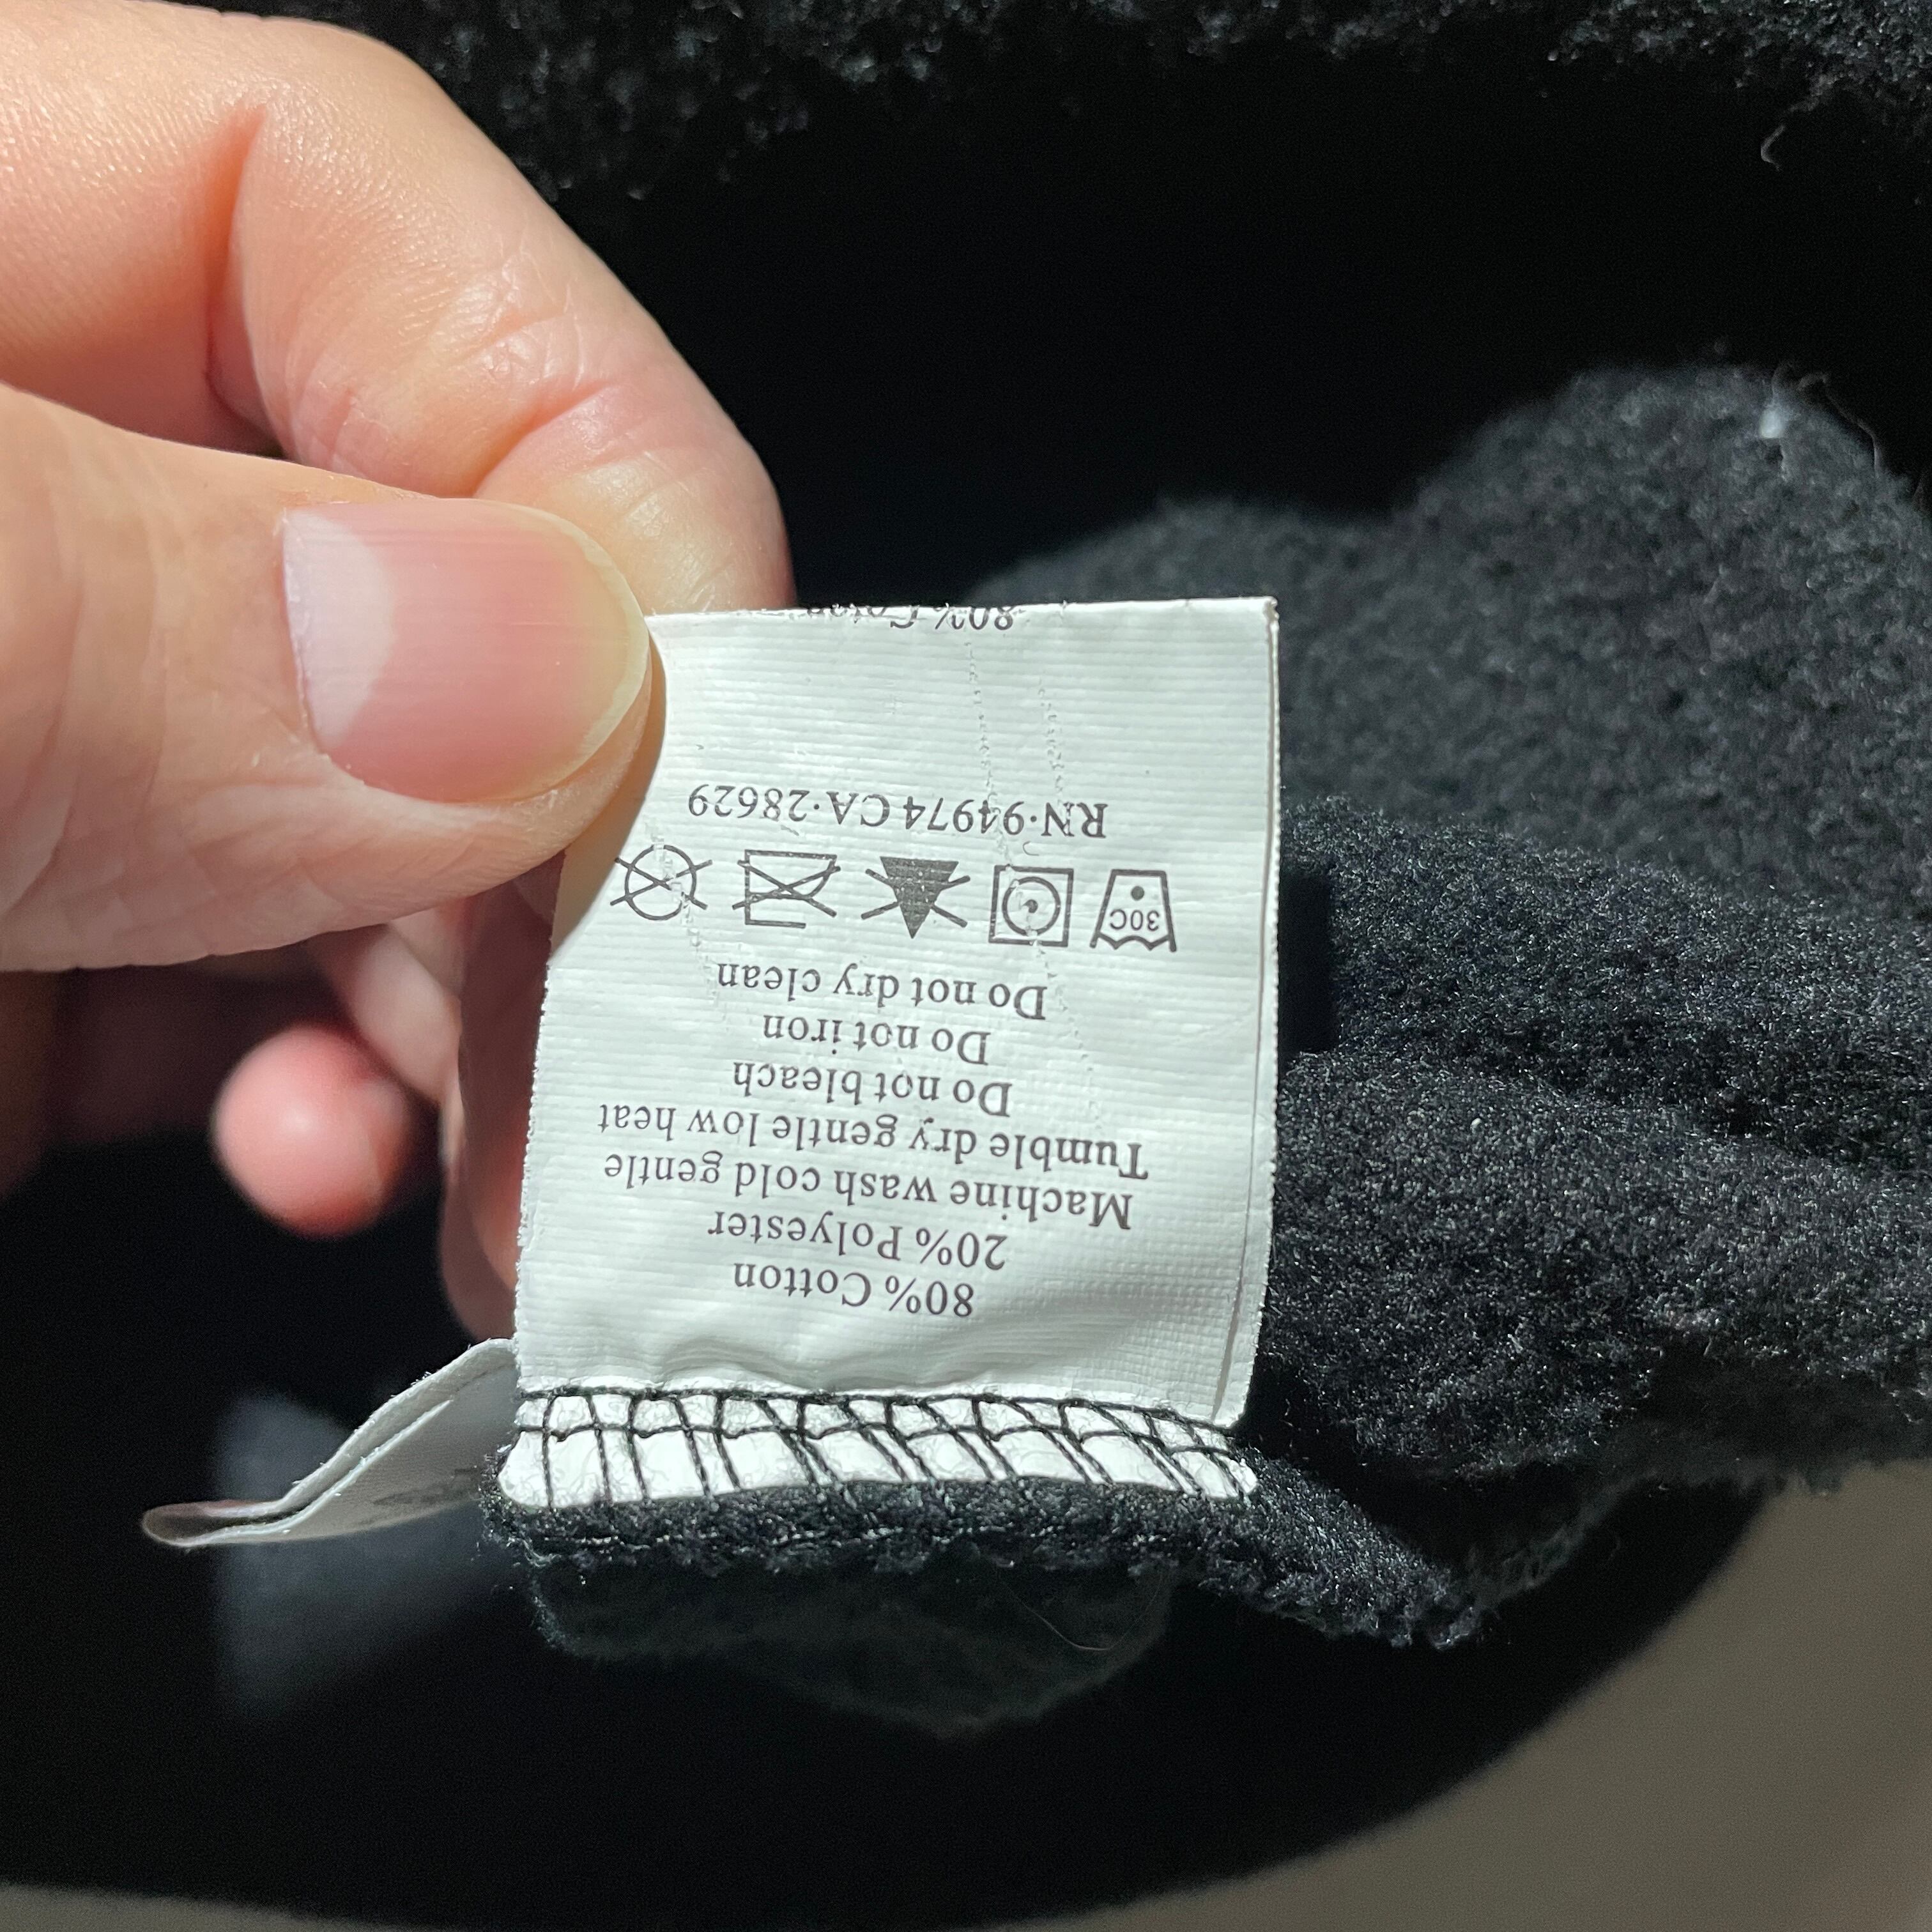 80% Cotton
20% Polyester
Machine wash cold gentle
Tumble dry gentle low heat
Do not bleach
Do not iron
Do not dry clean
30C
RN·94974 CA·28629
80%